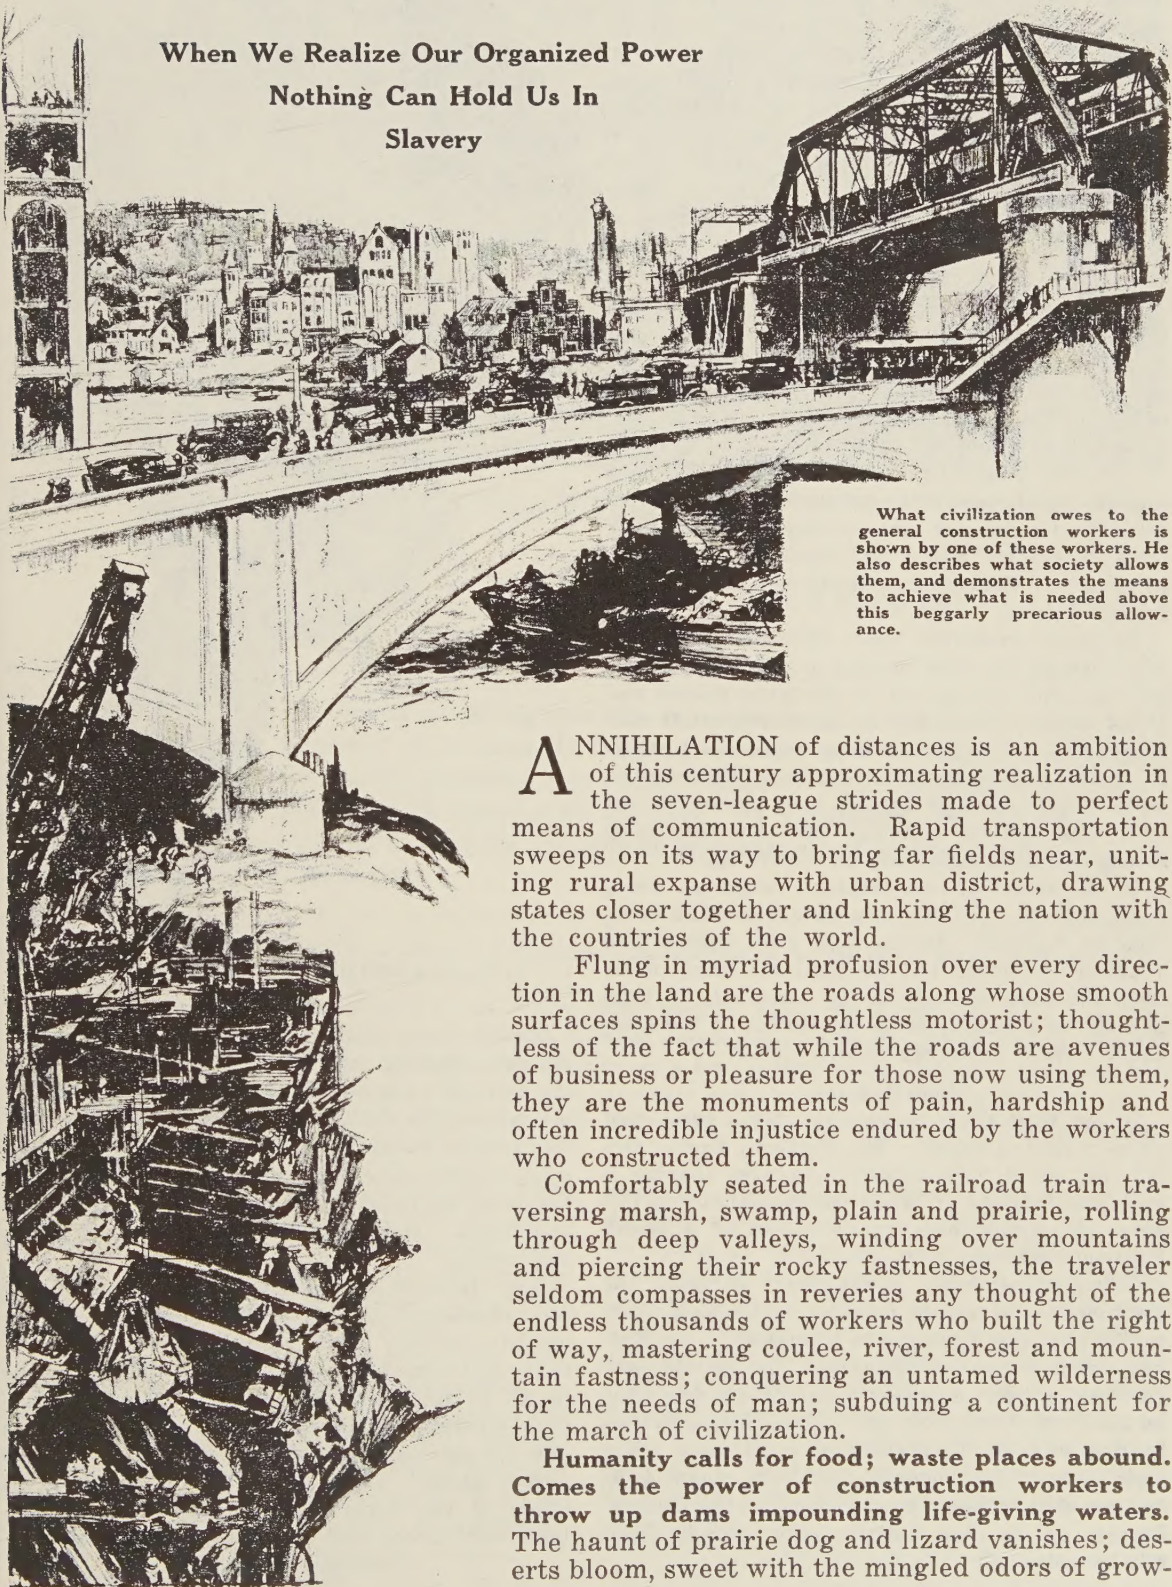 When We Realize Our Organized Power
Nothing Can Hold Us In
Slavery
What civilization owes to the
general construction workers is
shown by one of these workers. He
also describes what society allows
them, and demonstrates the means
to achieve what is needed above
this beggarly precarious allow-
ance.
ANNIHILATION of distances is an ambition
of this century approximating realization in
the seven-league strides made to perfect
means of communication. Rapid transportation
sweeps on its way to bring far fields near, unit-
ing rural expanse with urban district, drawing
states closer together and linking the nation with
the countries of the world.
Flung in myriad profusion over every direc-
tion in the land are the roads along whose smooth
surfaces spins the thoughtless motorist; thought-
less of the fact that while the roads are avenues
of business or pleasure for those now using them,
they are the monuments of pain, hardship and
often incredible injustice endured by the workers
who constructed them.
Comfortably seated in the railroad train tra-
versing marsh, swamp, plain and prairie, rolling
through deep valleys, winding over mountains
and piercing their rocky fastnesses, the traveler
seldom compasses in reveries any thought of the
endless thousands of workers who built the right
of way, mastering coulee, river, forest and moun-
tain fastness; conquering an untamed wilderness
for the needs of man; subduing a continent for
the march of civilization.
Humanity calls for food; waste places abound.
Comes the power of construction workers to
throw up dams impounding life-giving waters.
The haunt of prairie dog and lizard vanishes; des-
erts bloom, sweet with the mingled odors of grow-